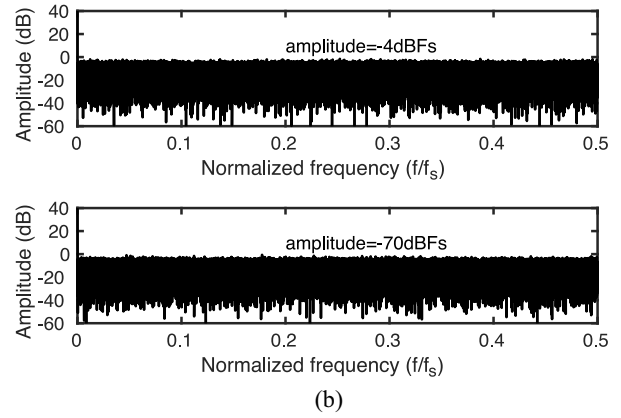 40
20
0
-20
-40
-60
Amplitude (dB)
amplitude=-4dBFs
0 0.1 0.2 0.3 0.4 0.5
Normalized frequency (f/fₛ)
40
20
0
-20
-40
-60
Amplitude (dB)
amplitude=-70dBFs
0 0.1 0.2 0.3 0.4 0.5
Normalized frequency (f/fₛ)
(b)